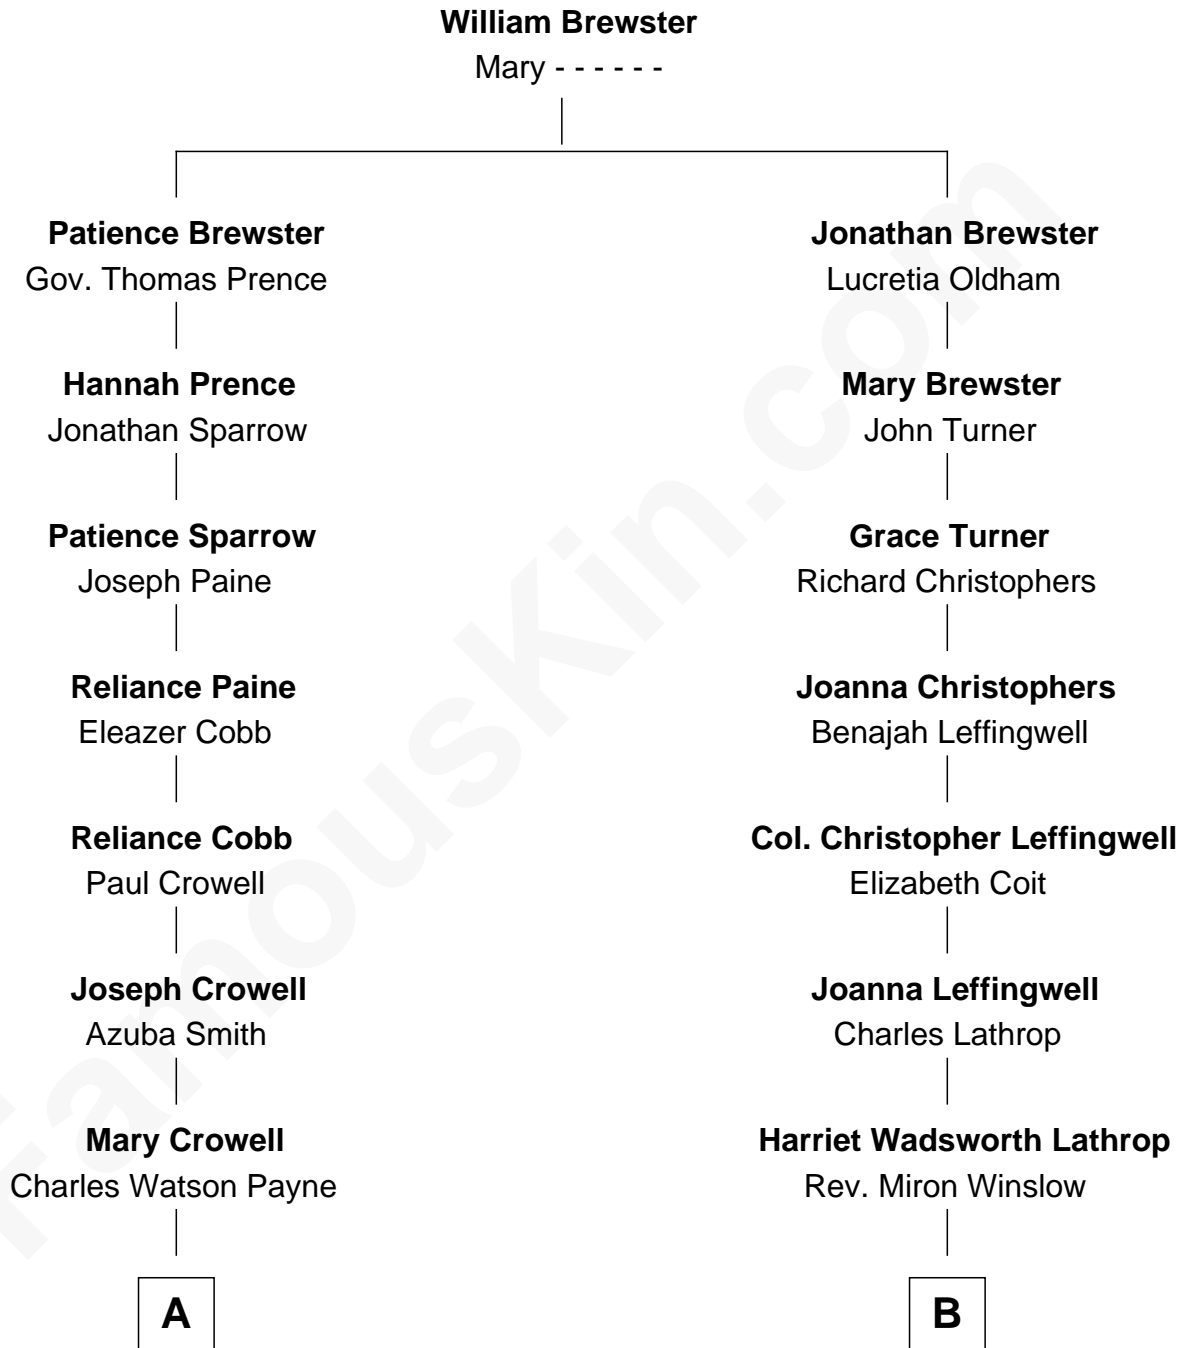 William Brewster
Mary - - - - - -
Patience Brewster
Gov. Thomas Prence
Jonathan Brewster
Lucretia Oldham
Hannah Prence
Jonathan Sparrow
Mary Brewster
John Turner
Patience Sparrow
Joseph Paine
Grace Turner
Richard Christophers
Reliance Paine
Eleazer Cobb
Joanna Christophers
Benajah Leffingwell
Reliance Cobb
Paul Crowell
Col. Christopher Leffingwell
Elizabeth Coit
Joseph Crowell
Azuba Smith
Joanna Leffingwell
Charles Lathrop
Mary Crowell
Charles Watson Payne
Harriet Wadsworth Lathrop
Rev. Miron Winslow
A
B
FamousKin.com